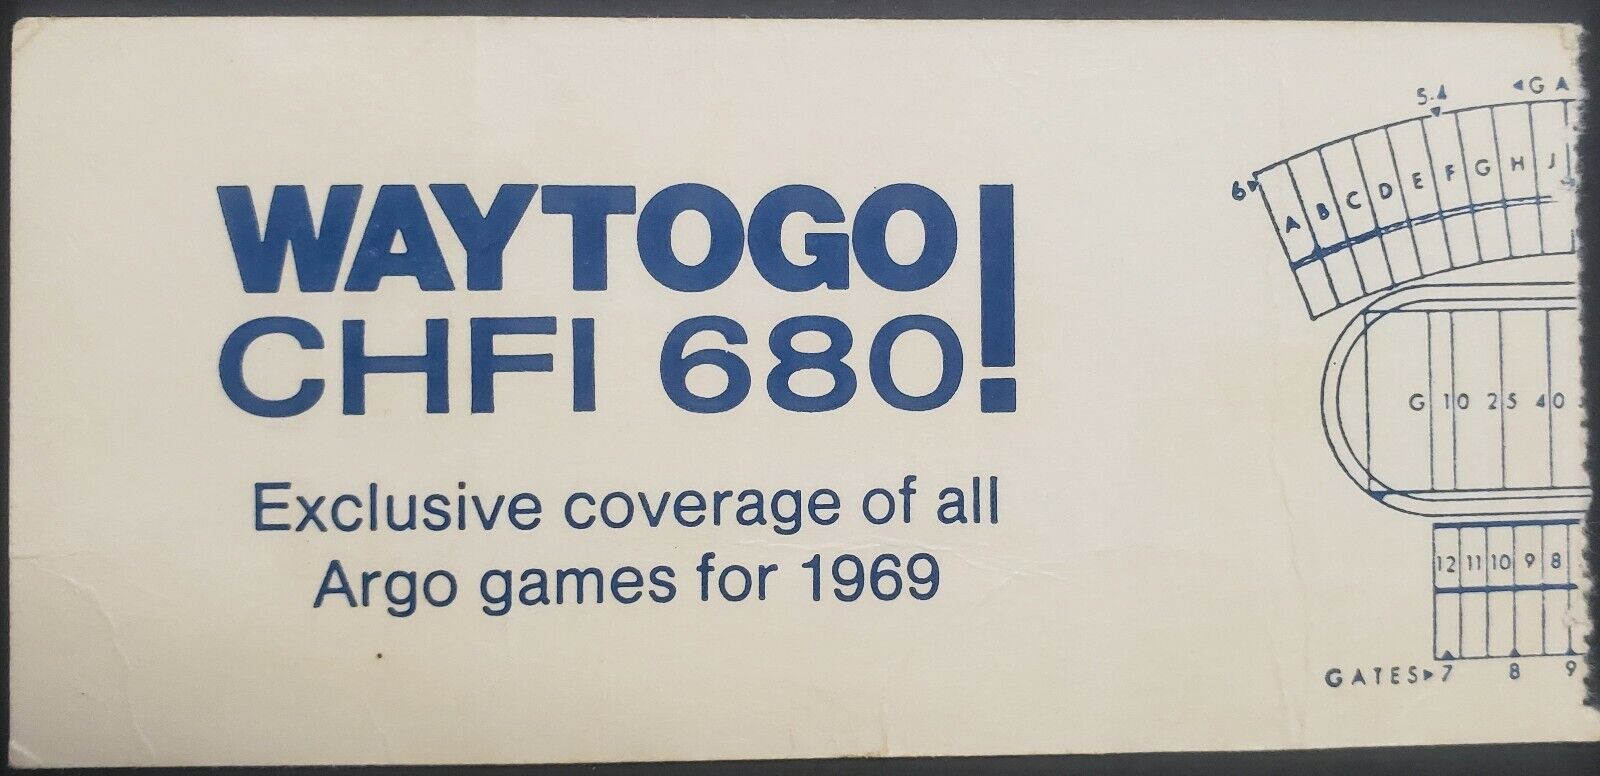 WAYTOGO!
CHFI 680
Exclusive coverage of all
Argo games for 1969
5.4 ◂GA
6 A B C D E F G H J
G 10 25 40
12 11 10 9 8
GATES▸ 7 8 9